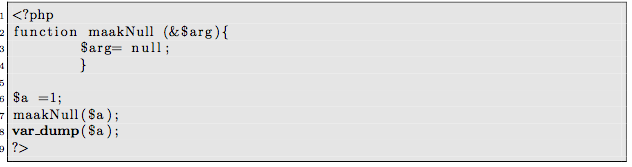 1 <?php
2 function maakNull (&$arg){
3 $arg= null;
4 }
5
6 $a =1;
7 maakNull($a);
8 var_dump($a);
9 ?>